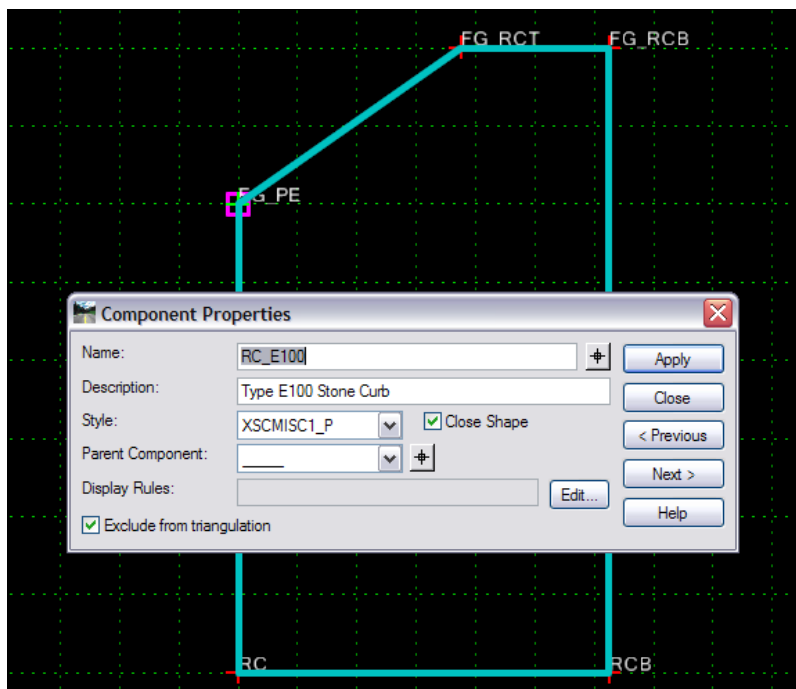 FG_RCT
FG_RCB
FG_PE
Component Properties
Name:
RC_E100
Apply
Description:
Type E100 Stone Curb
Close
Style:
XSCMISC1_P
Close Shape
< Previous
Parent Component:
_____
Next >
Display Rules:
Edit...
Help
Exclude from triangulation
RC
RCB